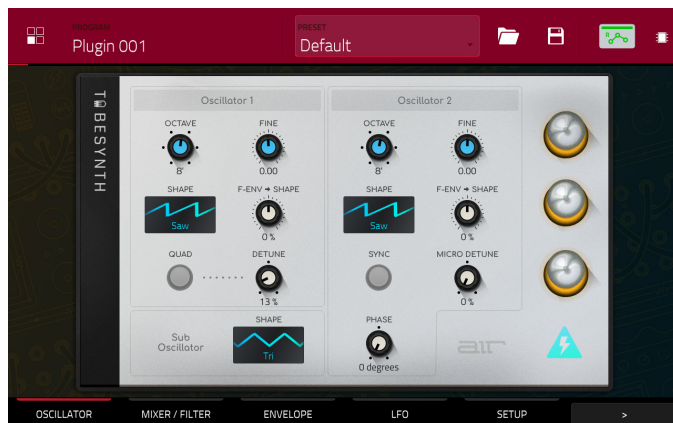 PROGRAM
Plugin 001
PRESET
Default
R
TUBESYNTH
Oscillator 1
OCTAVE
FINE
8'
0.00
SHAPE
F-ENV ➜ SHAPE
Saw
0 %
QUAD
DETUNE
13 %
Sub
Oscillator
SHAPE
Tri
Oscillator 2
OCTAVE
FINE
8'
0.00
SHAPE
F-ENV ➜ SHAPE
Saw
0 %
SYNC
MICRO DETUNE
0 %
PHASE
0 degrees
air
OSCILLATOR
MIXER / FILTER
ENVELOPE
LFO
SETUP
>